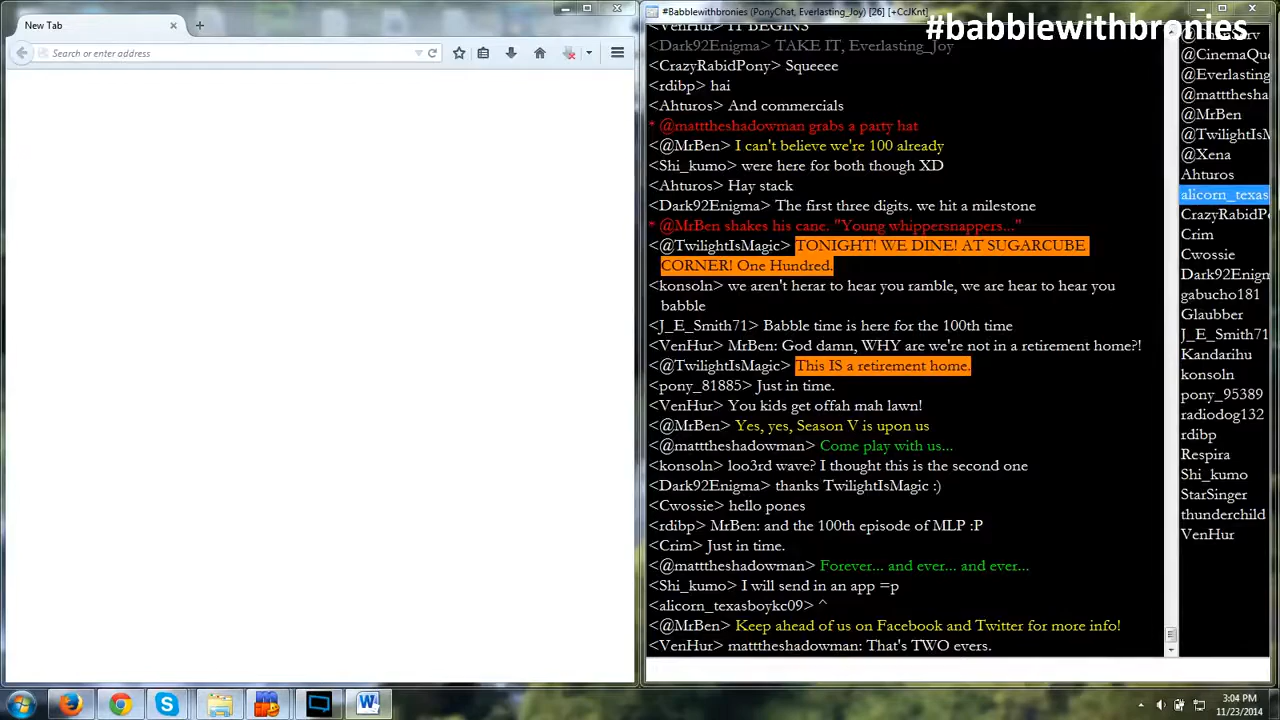 New Tab
Search or enter address
#Babblewithbronies (PonyChat, Everlasting_Joy) [26] [+CcJKnt]
#babblewithbronies
<VenHur> IT BEGINS
<Dark92Enigma> TAKE IT, Everlasting_Joy
<CrazyRabidPony> Squeeee
<rdibp> hai
<Ahturos> And commercials
* @matttheshadowman grabs a party hat
<@MrBen> I can't believe we're 100 already
<Shi_kumo> were here for both though XD
<Ahturos> Hay stack
<Dark92Enigma> The first three digits. we hit a milestone
* @MrBen shakes his cane. "Young whippersnappers..."
<@TwilightIsMagic> TONIGHT! WE DINE! AT SUGARCUBE
CORNER! One Hundred.
<konsoln> we aren't herar to hear you ramble, we are hear to hear you
babble
<J_E_Smith71> Babble time is here for the 100th time
<VenHur> MrBen: God damn, WHY are we're not in a retirement home?!
<@TwilightIsMagic> This IS a retirement home.
<pony_81885> Just in time.
<VenHur> You kids get offah mah lawn!
<@MrBen> Yes, yes, Season V is upon us
<@matttheshadowman> Come play with us...
<konsoln> loo3rd wave? I thought this is the second one
<Dark92Enigma> thanks TwilightIsMagic :)
<Cwossie> hello pones
<rdibp> MrBen: and the 100th episode of MLP :P
<Crim> Just in time.
<@matttheshadowman> Forever... and ever... and ever...
<Shi_kumo> I will send in an app =p
<alicorn_texasboykc09> ^
<@MrBen> Keep ahead of us on Facebook and Twitter for more info!
<VenHur> matttheshadowman: That's TWO evers.
@CinemaQu
@Everlasting
@mattthesha
@MrBen
@TwilightIsM
@Xena
Ahturos
alicorn_texas
CrazyRabidP
Crim
Cwossie
Dark92Enigm
gabucho181
Glaubber
J_E_Smith71
Kandarihu
konsoln
pony_95389
radiodog132
rdibp
Respira
Shi_kumo
StarSinger
thunderchild
VenHur
3:04 PM
11/23/2014